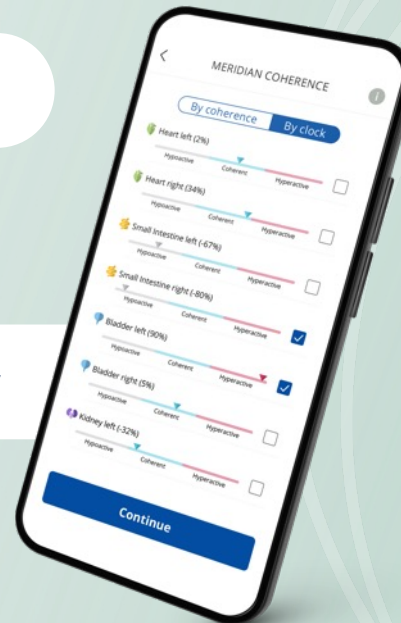 MERIDIAN COHERENCE
i
By coherence By clock
Heart left (2%)
Hypoactive Coherent Hyperactive
Heart right (34%)
Hypoactive Coherent Hyperactive
Small Intestine left (-67%)
Hypoactive Coherent Hyperactive
Small Intestine right (-80%)
Hypoactive Coherent Hyperactive
Bladder left (90%)
Hypoactive Coherent Hyperactive
Bladder right (5%)
Hypoactive Coherent Hyperactive
Kidney left (-32%)
Hypoactive Coherent Hyperactive
Continue